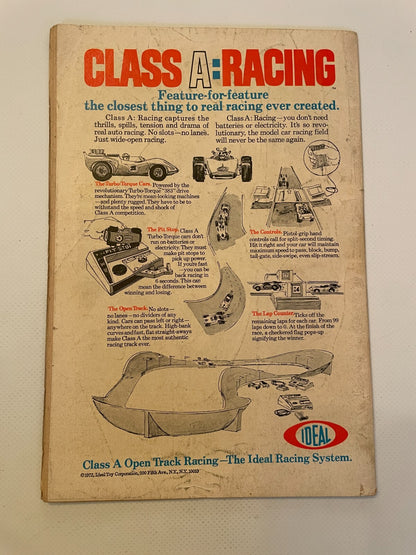 CLASS A:RACING
Feature-for-feature
the closest thing to real racing ever created.
Class A: Racing captures the
thrills, spills, tension and drama of
real auto racing. No slots—no lanes.
Just wide-open racing.
Class A: Racing—you don't need
batteries or electricity. It's so revo-
lutionary, the model car racing field
will never be the same again.
The Turbo-Torque Cars. Powered by the
revolutionary Turbo-Torque "383" drive
mechanism. They're mean-looking machines
—and plenty rugged. They have to be to
withstand the speed and shock of
Class A competition.
The Pit Stop. Class A
Turbo-Torque cars don't
run on batteries or
electricity. They must
make pit stops to
pick up power.
If you're fast
—you can be
back racing in
6 seconds. This can
mean the difference between
winning and losing.
The Controls. Pistol-grip hand
controls call for split-second timing.
Hit it right and your car will maintain
maximum speed to pass, block, bump,
tail-gate, side-swipe, even slip-stream.
The Open Track. No slots—
no lanes—no dividers of any
kind. Cars can pass left or right—
anywhere on the track. High-bank
curves and fast, flat straight-aways
make Class A the most authentic
racing track ever.
The Lap Counter. Ticks off the
remaining laps for each car. From 99
laps down to 0. At the finish of the
race, a checkered flag pops-up
signifying the winner.
IDEAL
Class A Open Track Racing—The Ideal Racing System.
Ideal Toy Corporation, 200 Fifth Ave., N.Y., N.Y. 10010